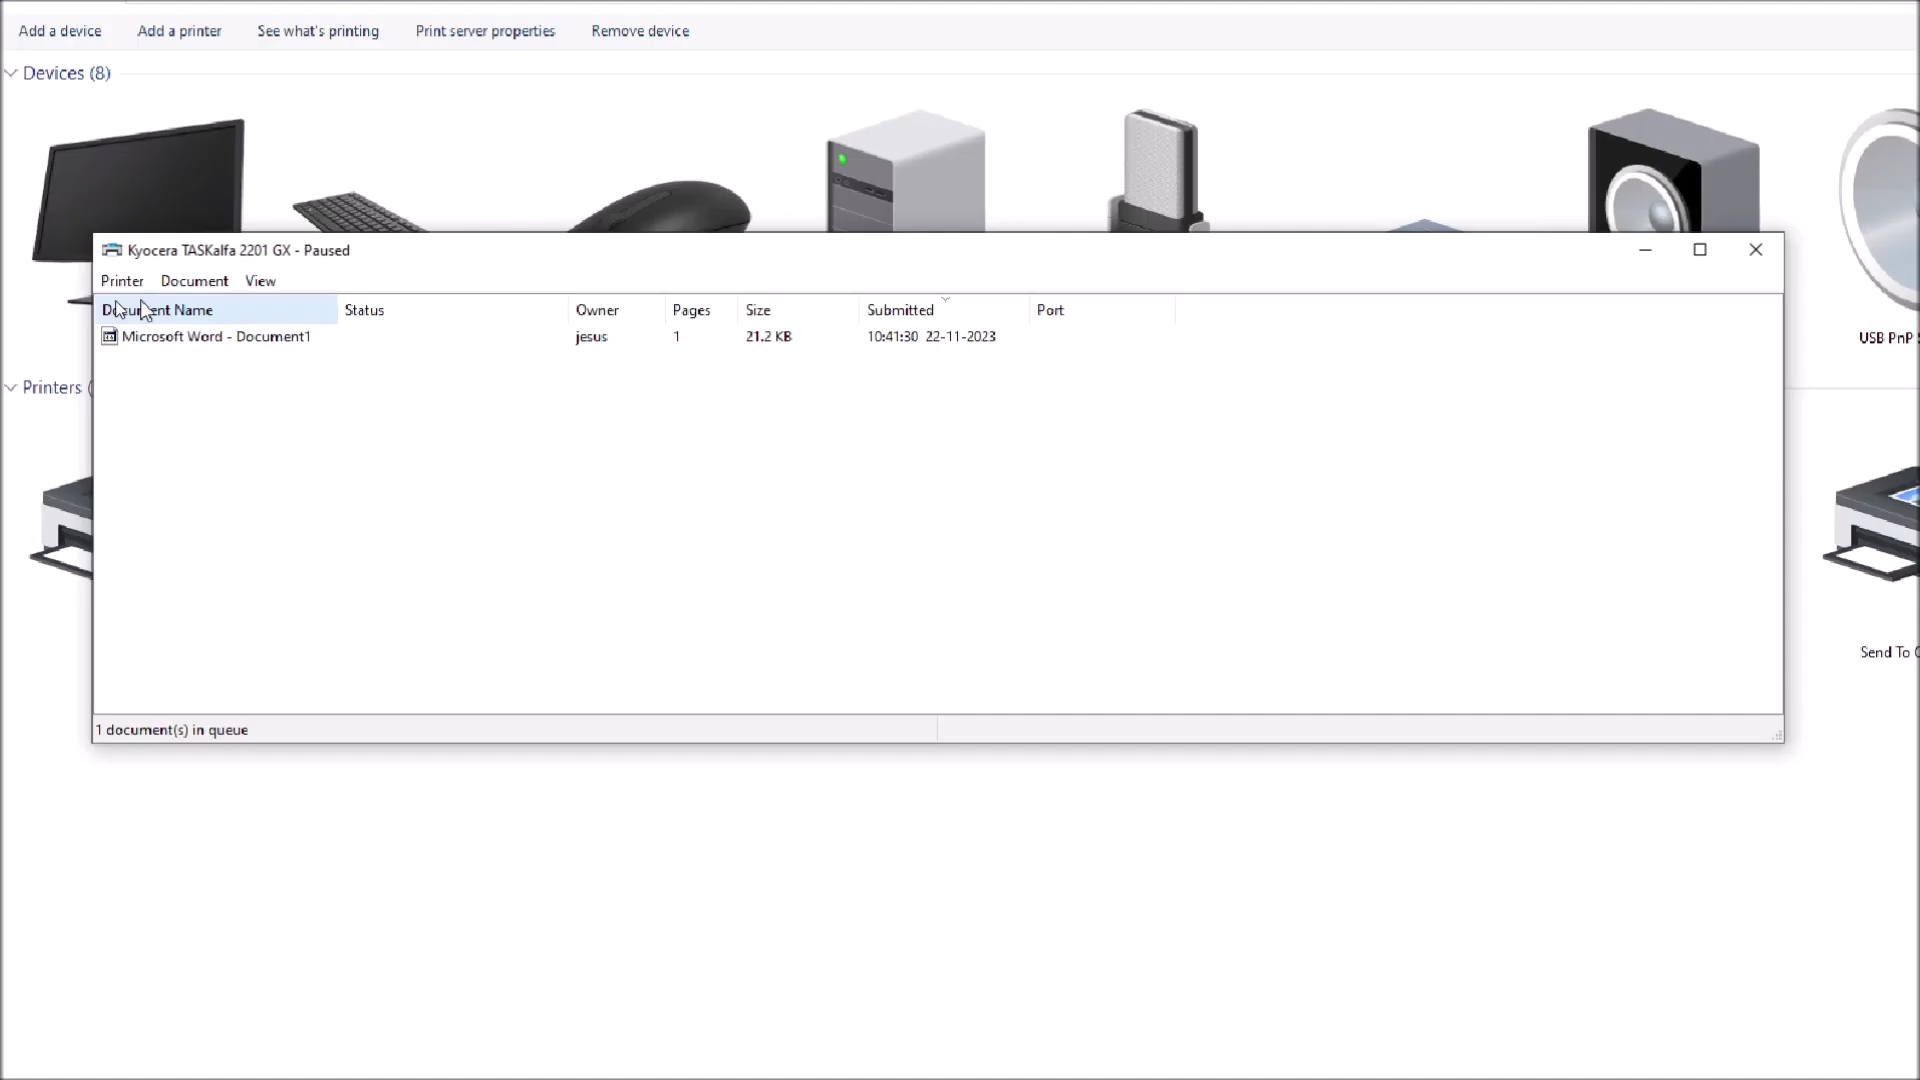 Add a device Add a printer See what's printing Print server properties Remove device
Devices (8)
Kyocera TASKalfa 2201 GX - Paused
Printer Document View
Document Name Status Owner Pages Size Submitted Port
Microsoft Word - Document1 jesus 1 21.2 KB 10:41:30 22-11-2023
USB PnP
Printers (
Send To
1 document(s) in queue